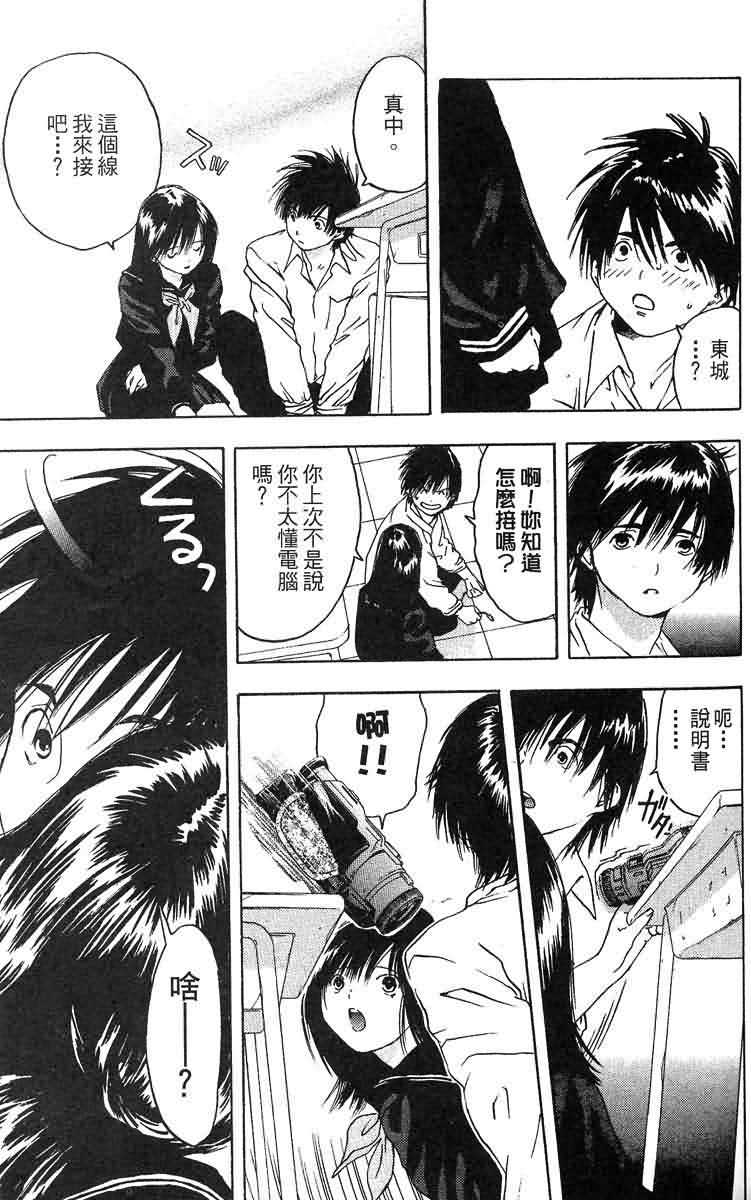 東城
…?
真中。
這個線
我來接
吧…?
スッ
啊!妳知道
怎麼接嗎?
你上次不是說
你不太懂電腦
嗎?
呃…
說明書
……
ガタッ
啊!!
くるっ
啥——?